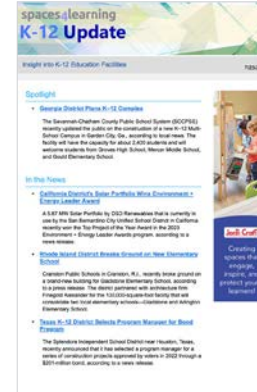 spaces4learning
K-12 Update
Insight into K-12 Education Facilities
Spotlight
Georgia District Plans K–12 Complex
The Savannah-Chatham County Public School System (SCCPSS)
recently updated the public on the construction of a new K–12 Multi-
School Campus in Garden City, Ga., according to local news. The
facility will have the capacity for about 2,400 students and will
welcome students from Groves High School, Mercer Middle School,
and Gould Elementary School.
In the News
California District's Solar Portfolio Wins Environment +
Energy Leader Award
MW Solar Portfolio by DSD Renewables that is currently in
use by the San Bernardino City Unified School District in California
recently won the Top Project of the Year Award in the 2023
Environment + Energy Leader Awards program, according to a
news release.
Rhode Island District Breaks Ground on New Elementary
School
Cranston Public Schools in Cranston, R.I., recently broke ground on
a brand-new building for Gladstone Elementary School, according
to a press release. The district partnered with architecture firm
Fielding Alexander for the square-foot facility that will
consolidate two local elementary schools—Gladstone and Arlington
Elementary School.
Texas K–12 District Selects Program Manager for Bond
Program
The Splendora Independent School District near Houston, Texas,
recently announced that it has selected a program manager for a
series of construction projects approved by voters in 2022 through a
million bond, according to a news release.
Creating
spaces that
engage,
inspire, and
protect your
learners!